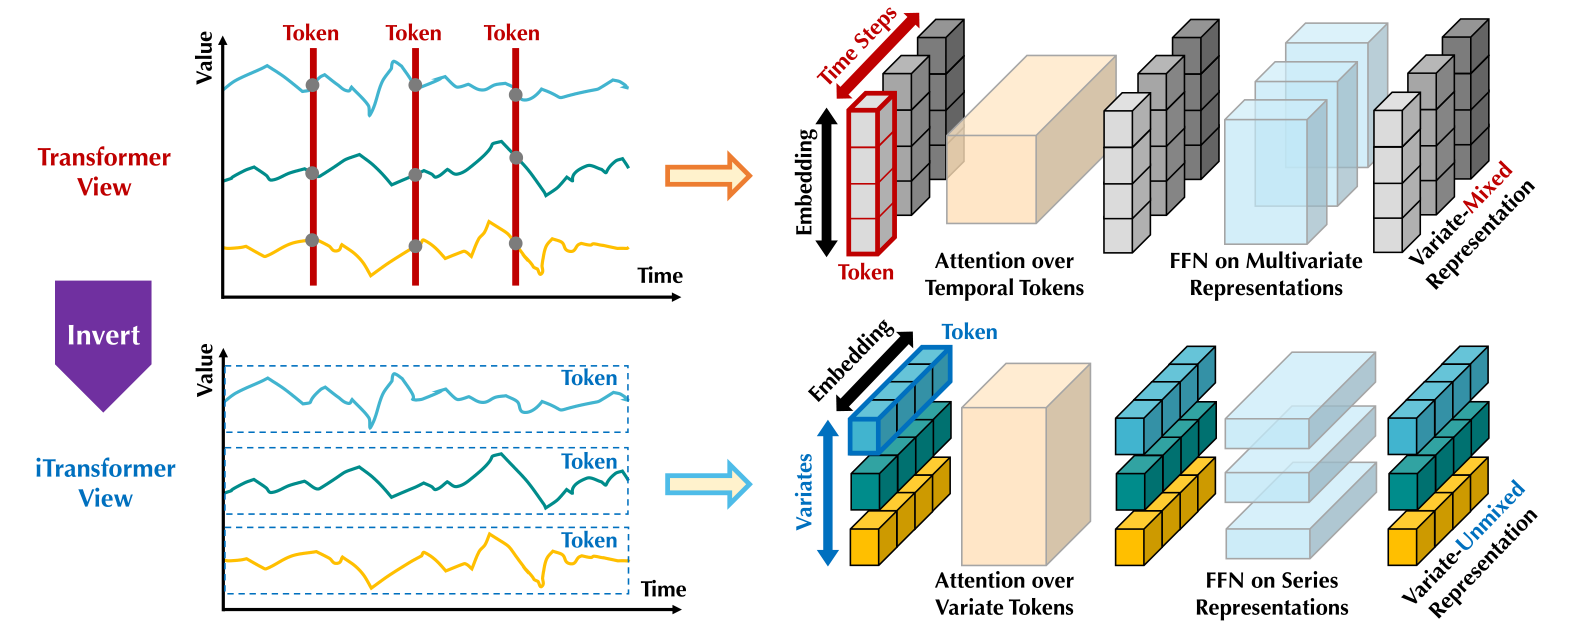 Transformer
View
Value
Token
Token
Token
Time
Time Steps
Embedding
Token
Attention over
Temporal Tokens
FFN on Multivariate
Representations
Variate-Mixed
Representation
Invert
iTransformer
View
Value
Token
Token
Token
Time
Embedding
Token
Variates
Attention over
Variate Tokens
FFN on Series
Representations
Variate-Unmixed
Representation